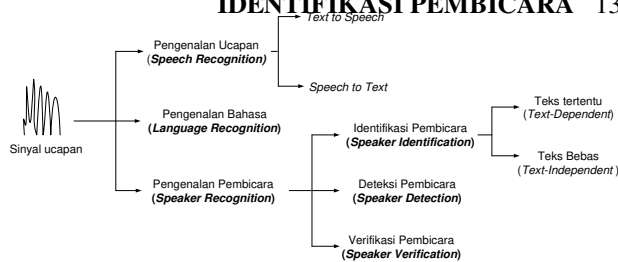 IDENTIFIKASI PEMBICARA 13
Text to Speech
Pengenalan Ucapan
(Speech Recognition)
Speech to Text
Sinyal ucapan
Pengenalan Bahasa
(Language Recognition)
Pengenalan Pembicara
(Speaker Recognition)
Identifikasi Pembicara
(Speaker Identification)
Teks tertentu
(Text-Dependent)
Teks Bebas
(Text-Independent )
Deteksi Pembicara
(Speaker Detection)
Verifikasi Pembicara
(Speaker Verification)